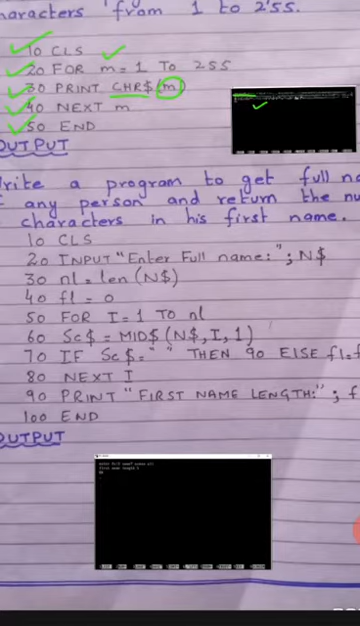 characters from 1 to 255.
10 CLS
20 FOR m = 1 TO 255
30 PRINT CHR$ (m)
40 NEXT m
50 END
OUTPUT
write a program to get full
any person and return the
characters in his first name.
10 CLS
20 INPUT "Enter Full name:" ; N$
30 nl = len (N$)
40 fl = 0
50 FOR I = 1 TO nl
60 Sc$ = MID$ (N$, I, 1)
70 IF Sc$ = " " THEN 90 ELSE fl = f
80 NEXT I
90 PRINT "FIRST NAME LENGTH:" ; f
100 END
OUTPUT